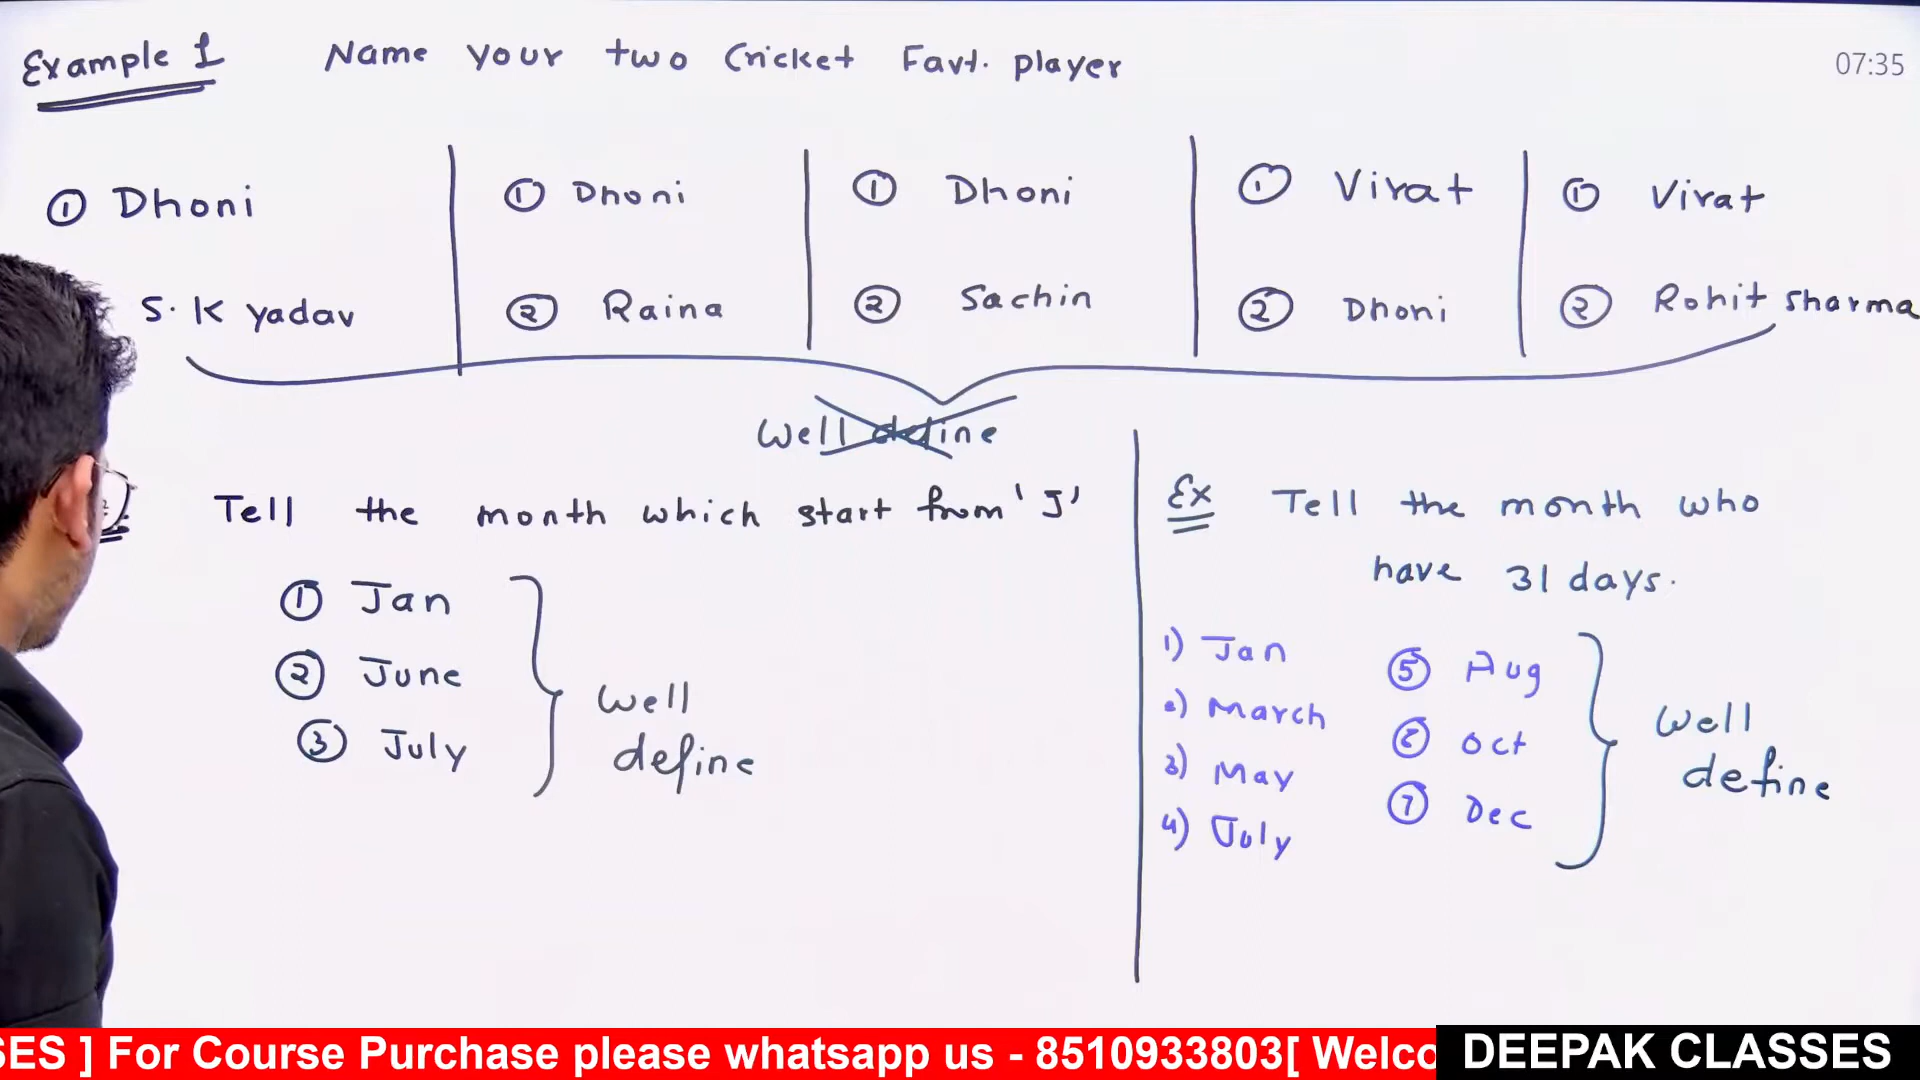 Example 1 Name your two Cricket Favt. player
07:35
① Dhoni
S. K yadav
① Dhoni
② Raina
① Dhoni
② Sachin
① Virat
② Dhoni
① Virat
② Rohit Sharma
Well define
Tell the month which start from 'J'
① Jan
② June
③ July
Well
define
Ex Tell the month who
have 31 days.
1) Jan
2) March
3) May
4) July
⑤ Aug
⑥ Oct
⑦ Dec
Well
define
SES ] For Course Purchase please whatsapp us - 8510933803[ Welco
DEEPAK CLASSES